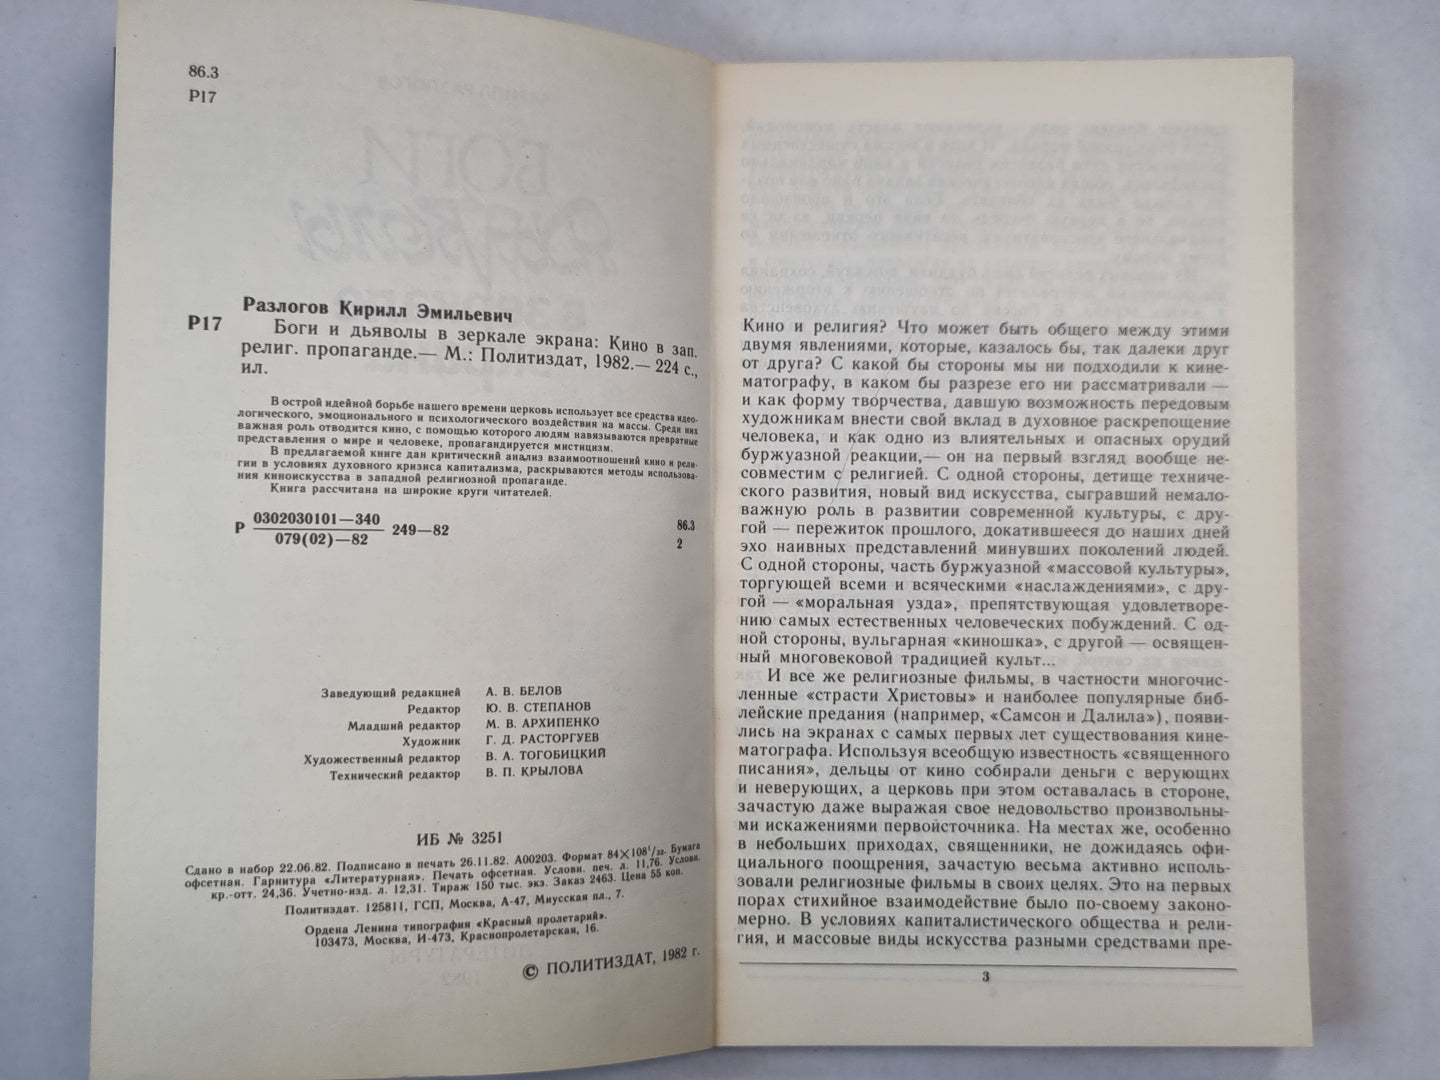 86.3
Р17
Разлогов Кирилл Эмильевич
Р17
Боги и дьяволы в зеркале экрана: Кино в зап.
религ. пропаганде.— М.: Политиздат, 1982.— 224 с.,
ил.
В острой идейной борьбе нашего времени церковь использует все средства идео-
логического, эмоционального и психологического воздействия на массы. Среди них
важная роль отводится кино, с помощью которого людям навязываются превратные
представления о мире и человеке, пропагандируется мистицизм.
В предлагаемой книге дан критический анализ взаимоотношений кино и рели-
гии в условиях духовного кризиса капитализма, раскрываются методы использова-
ния киноискусства в западной религиозной пропаганде.
Книга рассчитана на широкие круги читателей.
Р 0302030101—340 249—82
079(02)—82
86.3
2
Заведующий редакцией А. В. БЕЛОВ
Редактор Ю. В. СТЕПАНОВ
Младший редактор М. В. АРХИПЕНКО
Художник Г. Д. РАСТОРГУЕВ
Художественный редактор В. А. ТОГОБИЦКИЙ
Технический редактор В. П. КРЫЛОВА
ИБ № 3251
Сдано в набор 22.06.82. Подписано в печать 26.11.82. А00203. Формат 84×108¹/₃₂. Бумага
офсетная. Гарнитура «Литературная». Печать офсетная. Условн. печ. л. 11,76. Условн.
кр.-отт. 24,36. Учетно-изд. л. 12,31. Тираж 150 тыс. экз. Заказ 2463. Цена 55 коп.
Политиздат. 125811, ГСП, Москва, А-47, Миусская пл., 7.
Ордена Ленина типография «Красный пролетарий».
103473, Москва, И-473, Краснопролетарская, 16.
© ПОЛИТИЗДАТ, 1982 г.
Кино и религия? Что может быть общего между этими
двумя явлениями, которые, казалось бы, так далеки друг
от друга? С какой бы стороны мы ни подходили к кине-
матографу, в каком бы разрезе его ни рассматривали —
и как форму творчества, давшую возможность передовым
художникам внести свой вклад в духовное раскрепощение
человека, и как одно из влиятельных и опасных орудий
буржуазной реакции,— он на первый взгляд вообще не-
совместим с религией. С одной стороны, детище техниче-
ского развития, новый вид искусства, сыгравший немало-
важную роль в развитии современной культуры, с дру-
гой — пережиток прошлого, докатившееся до наших дней
эхо наивных представлений минувших поколений людей.
С одной стороны, часть буржуазной «массовой культуры»,
торгующей всеми и всяческими «наслаждениями», с дру-
гой — «моральная узда», препятствующая удовлетворе-
нию самых естественных человеческих побуждений. С од-
ной стороны, вульгарная «киношка», с другой — освящен-
ный многовековой традицией культ...
И все же религиозные фильмы, в частности многочис-
ленные «страсти Христовы» и наиболее популярные биб-
лейские предания (например, «Самсон и Далила»), появи-
лись на экранах с самых первых лет существования кине-
матографа. Используя всеобщую известность «священного
писания», дельцы от кино собирали деньги с верующих
и неверующих, а церковь при этом оставалась в стороне,
зачастую даже выражая свое недовольство произвольны-
ми искажениями первоисточника. На местах же, особенно
в небольших приходах, священники, не дожидаясь офи-
циального поощрения, зачастую весьма активно исполь-
зовали религиозные фильмы в своих целях. Это на первых
порах стихийное взаимодействие было по-своему законо-
мерно. В условиях капиталистического общества и рели-
гия, и массовые виды искусства разными средствами пре-
3